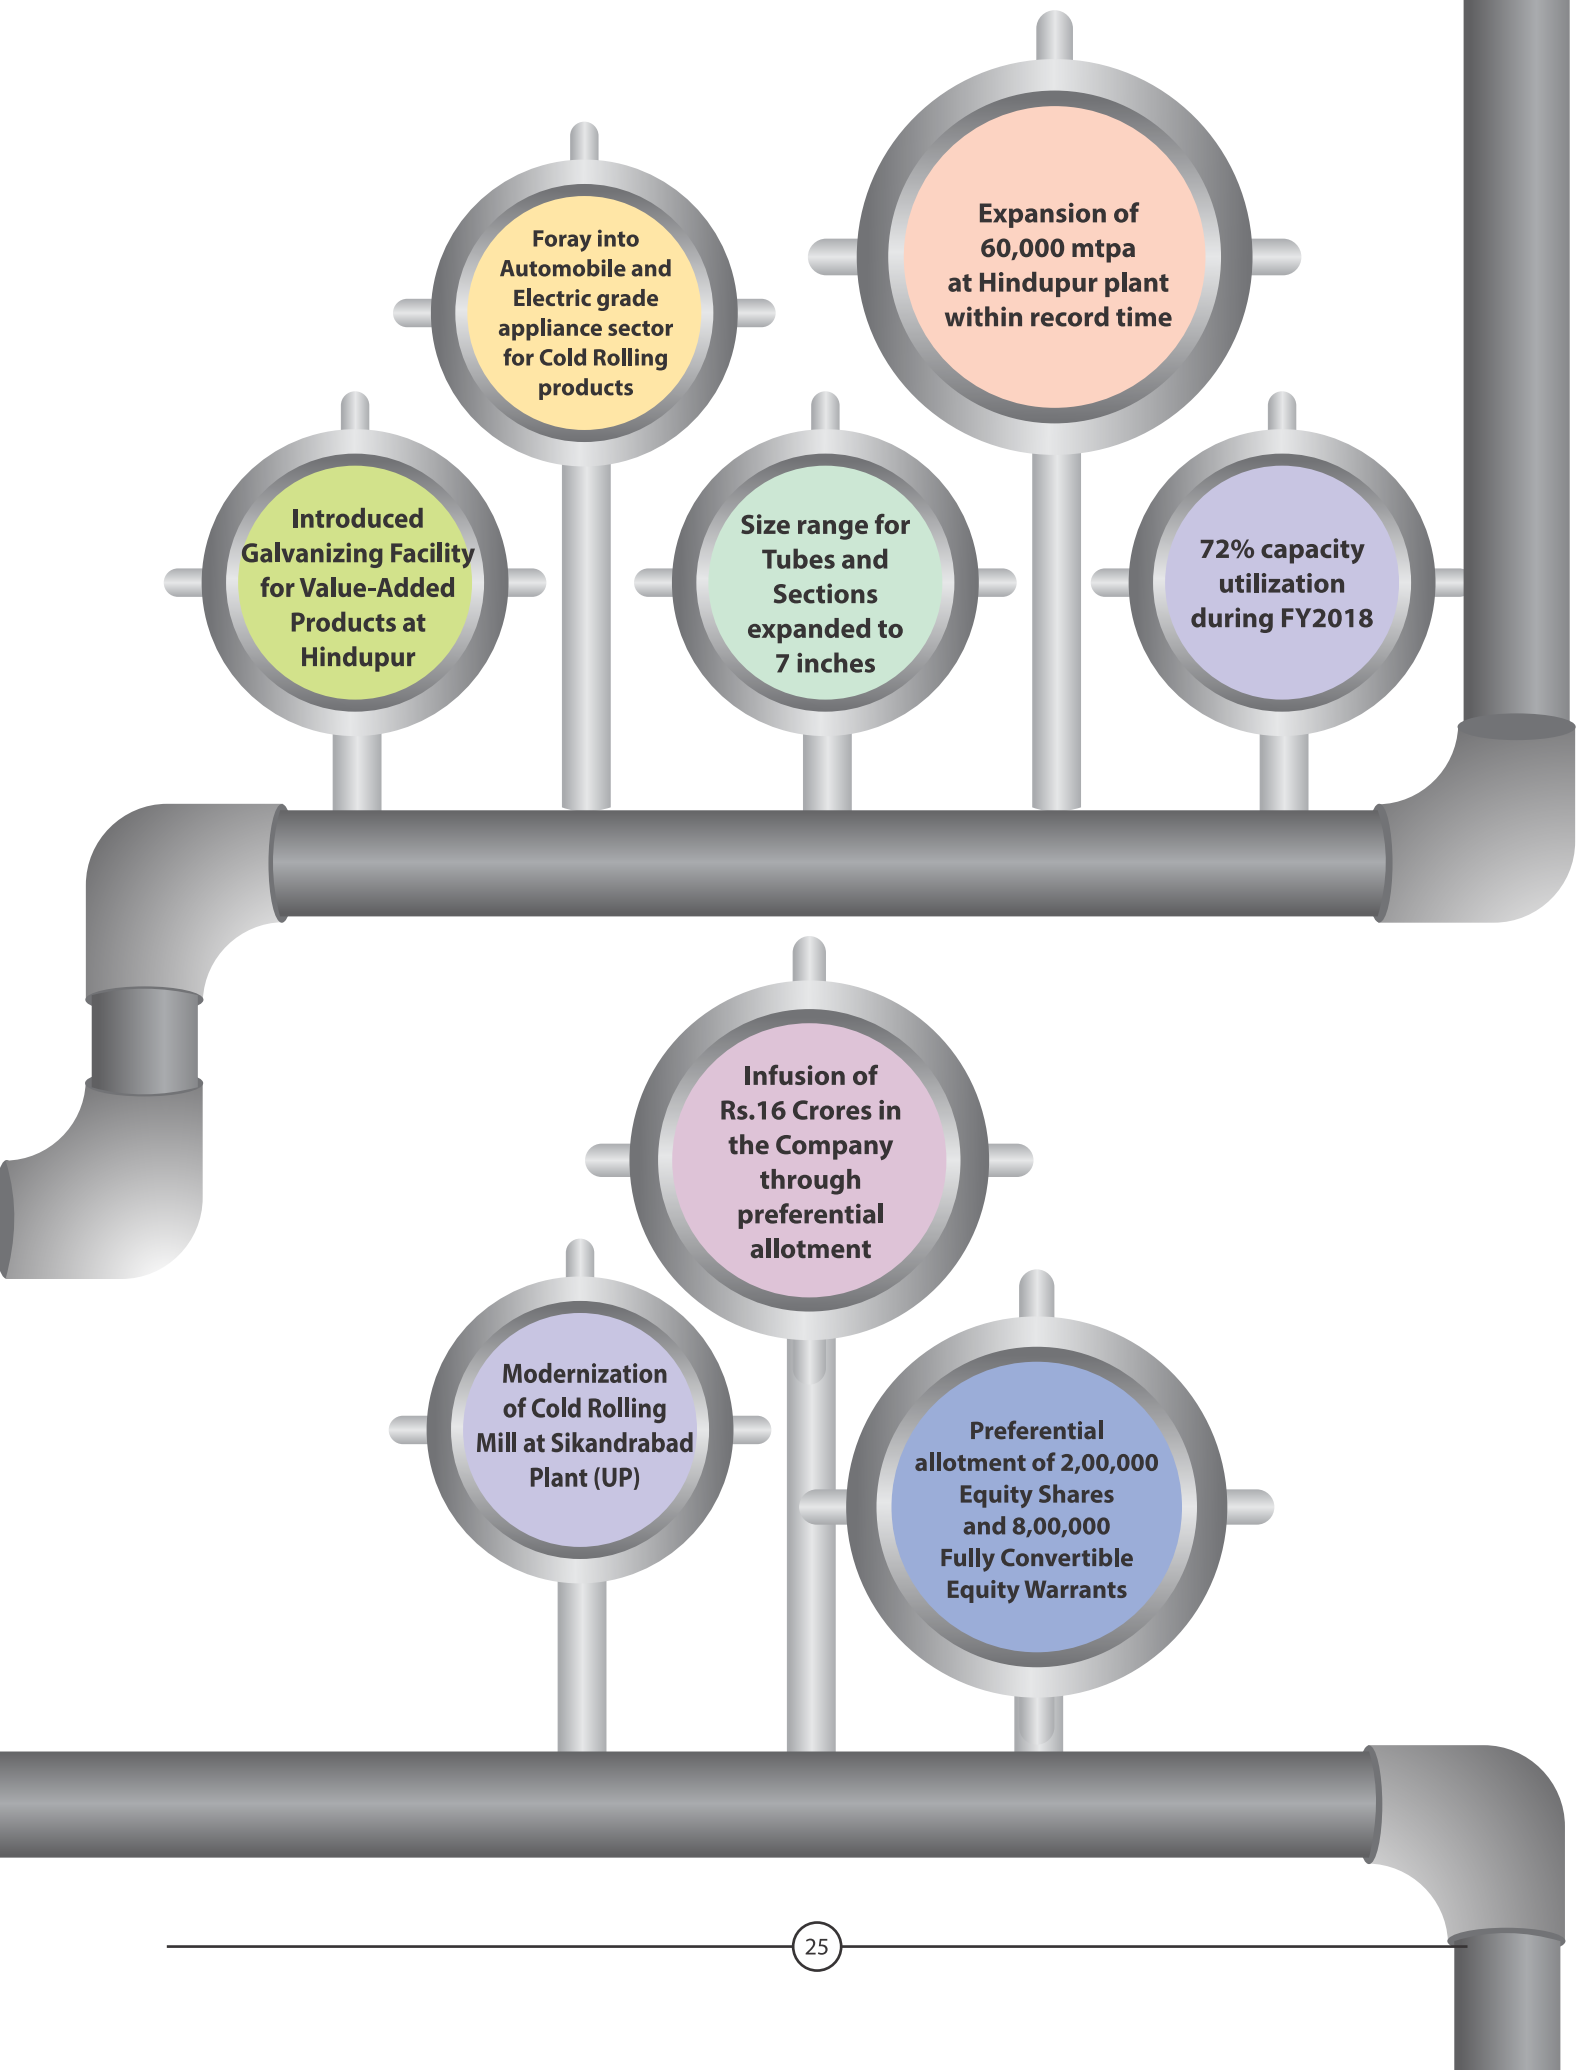 Expansion of
60,000 mtpa
at Hindupur plant
within record time
Foray into
Automobile and
Electric grade
appliance sector
for Cold Rolling
products
Introduced
Galvanizing Facility
for Value-Added
Products at
Hindupur
Size range for
Tubes and
Sections
expanded to
7 inches
72% capacity
utilization
during FY2018
Infusion of
Rs.16 Crores in
the Company
through
preferential
allotment
Modernization
of Cold Rolling
Mill at Sikandrabad
Plant (UP)
Preferential
allotment of 2,00,000
Equity Shares
and 8,00,000
Fully Convertible
Equity Warrants
25